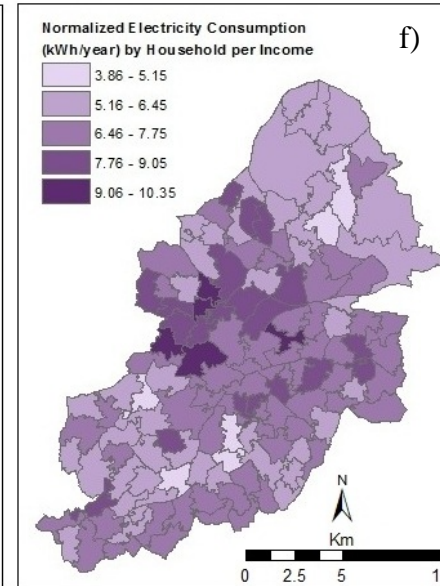 Normalized Electricity Consumption
(kWh/year) by Household per Income
f)
3.86 - 5.15
5.16 - 6.45
6.46 - 7.75
7.76 - 9.05
9.06 - 10.35
N
Km
0 2.5 5